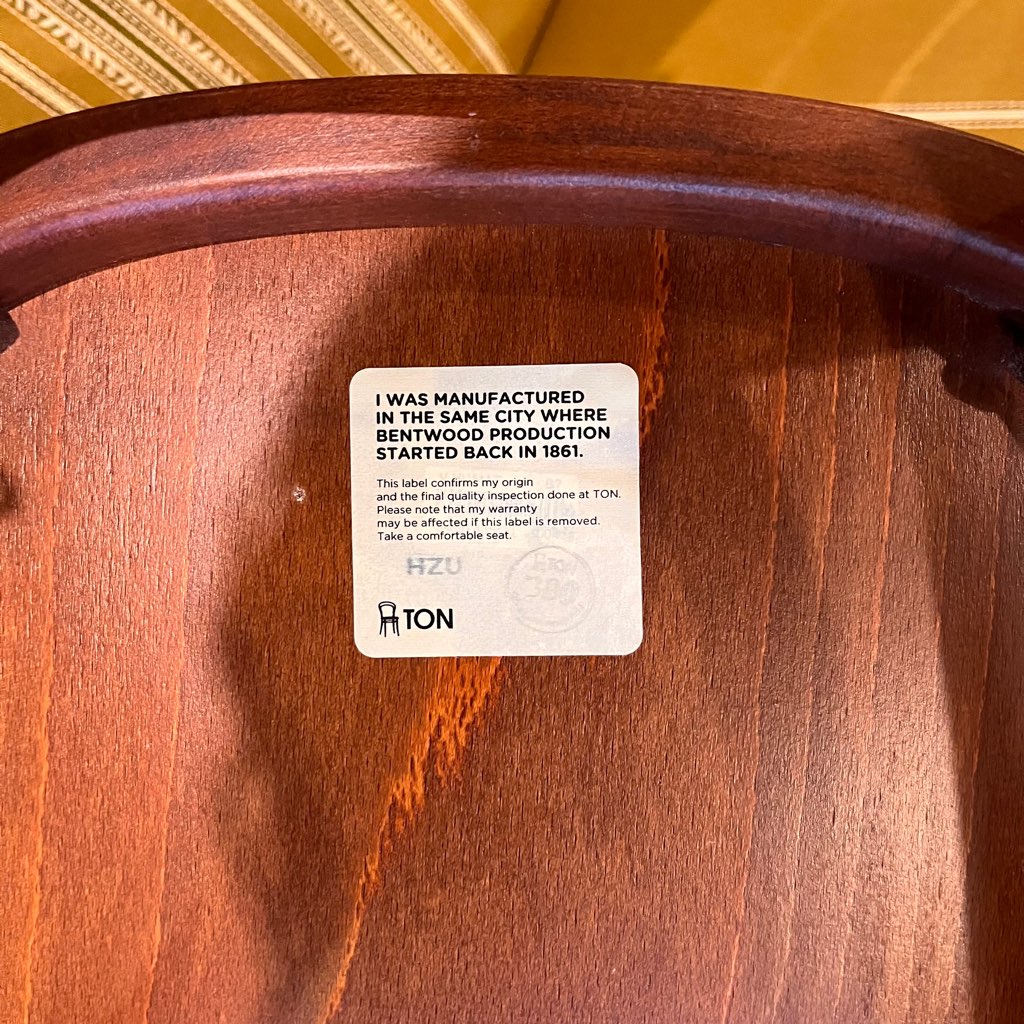 I WAS MANUFACTURED
IN THE SAME CITY WHERE
BENTWOOD PRODUCTION
STARTED BACK IN 1861.
This label confirms my origin
and the final quality inspection done at TON.
Please note that my warranty
may be affected if this label is removed.
Take a comfortable seat.
HZU
380
TON